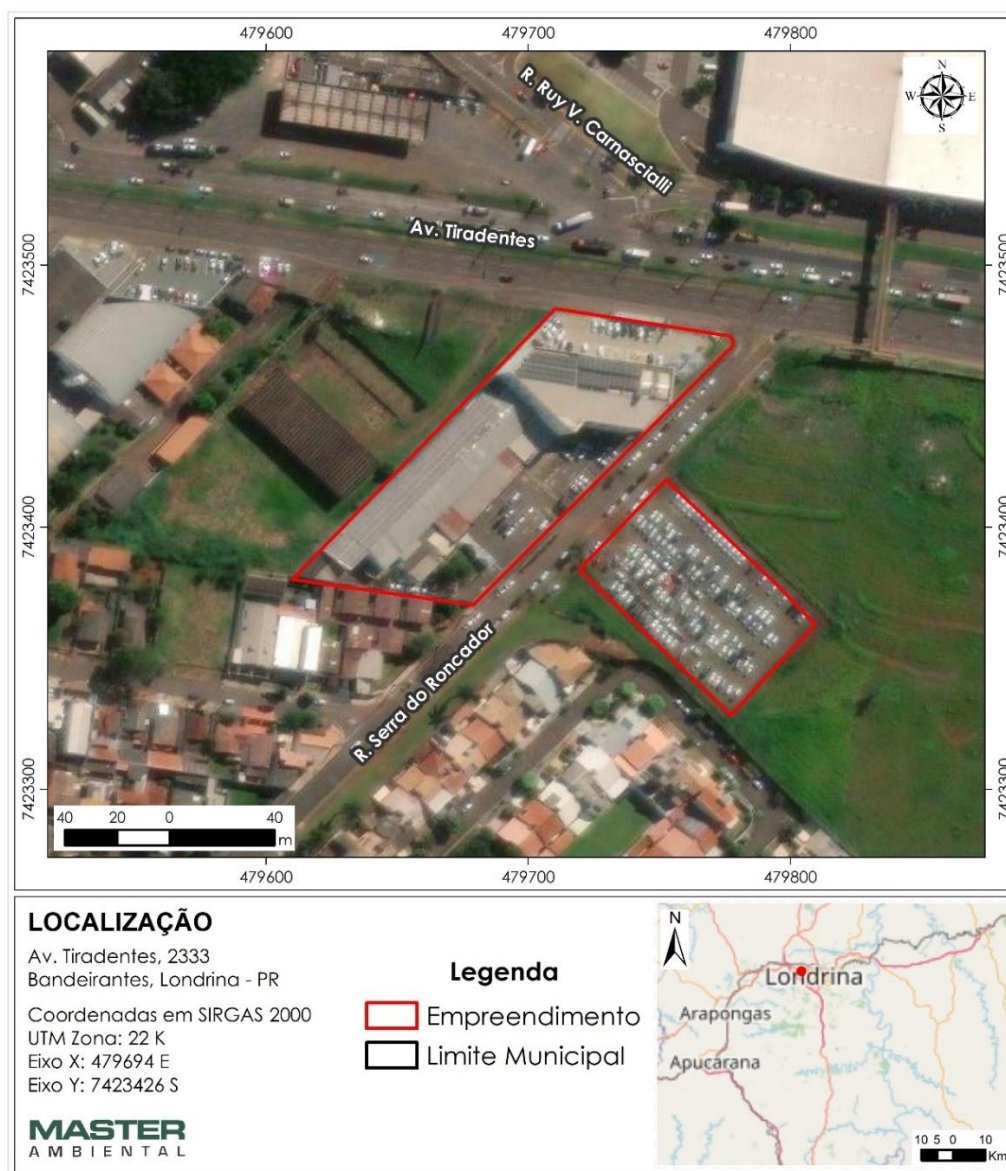 479600 479700 479800
N
W E
S
R. Ruy V. Carnascialli
Av. Tiradentes
7423500 7423500
7423400 7423400
R. Serra do Roncador
7423300 7423300
40 20 0 40
m
479600 479700 479800
LOCALIZAÇÃO
Av. Tiradentes, 2333
Bandeirantes, Londrina - PR
Coordenadas em SIRGAS 2000
UTM Zona: 22 K
Eixo X: 479694 E
Eixo Y: 7423426 S
MASTER
AMBIENTAL
Legenda
Empreendimento
Limite Municipal
N
Londrina
Arapongas
Apucarana
10 5 0 10
Km